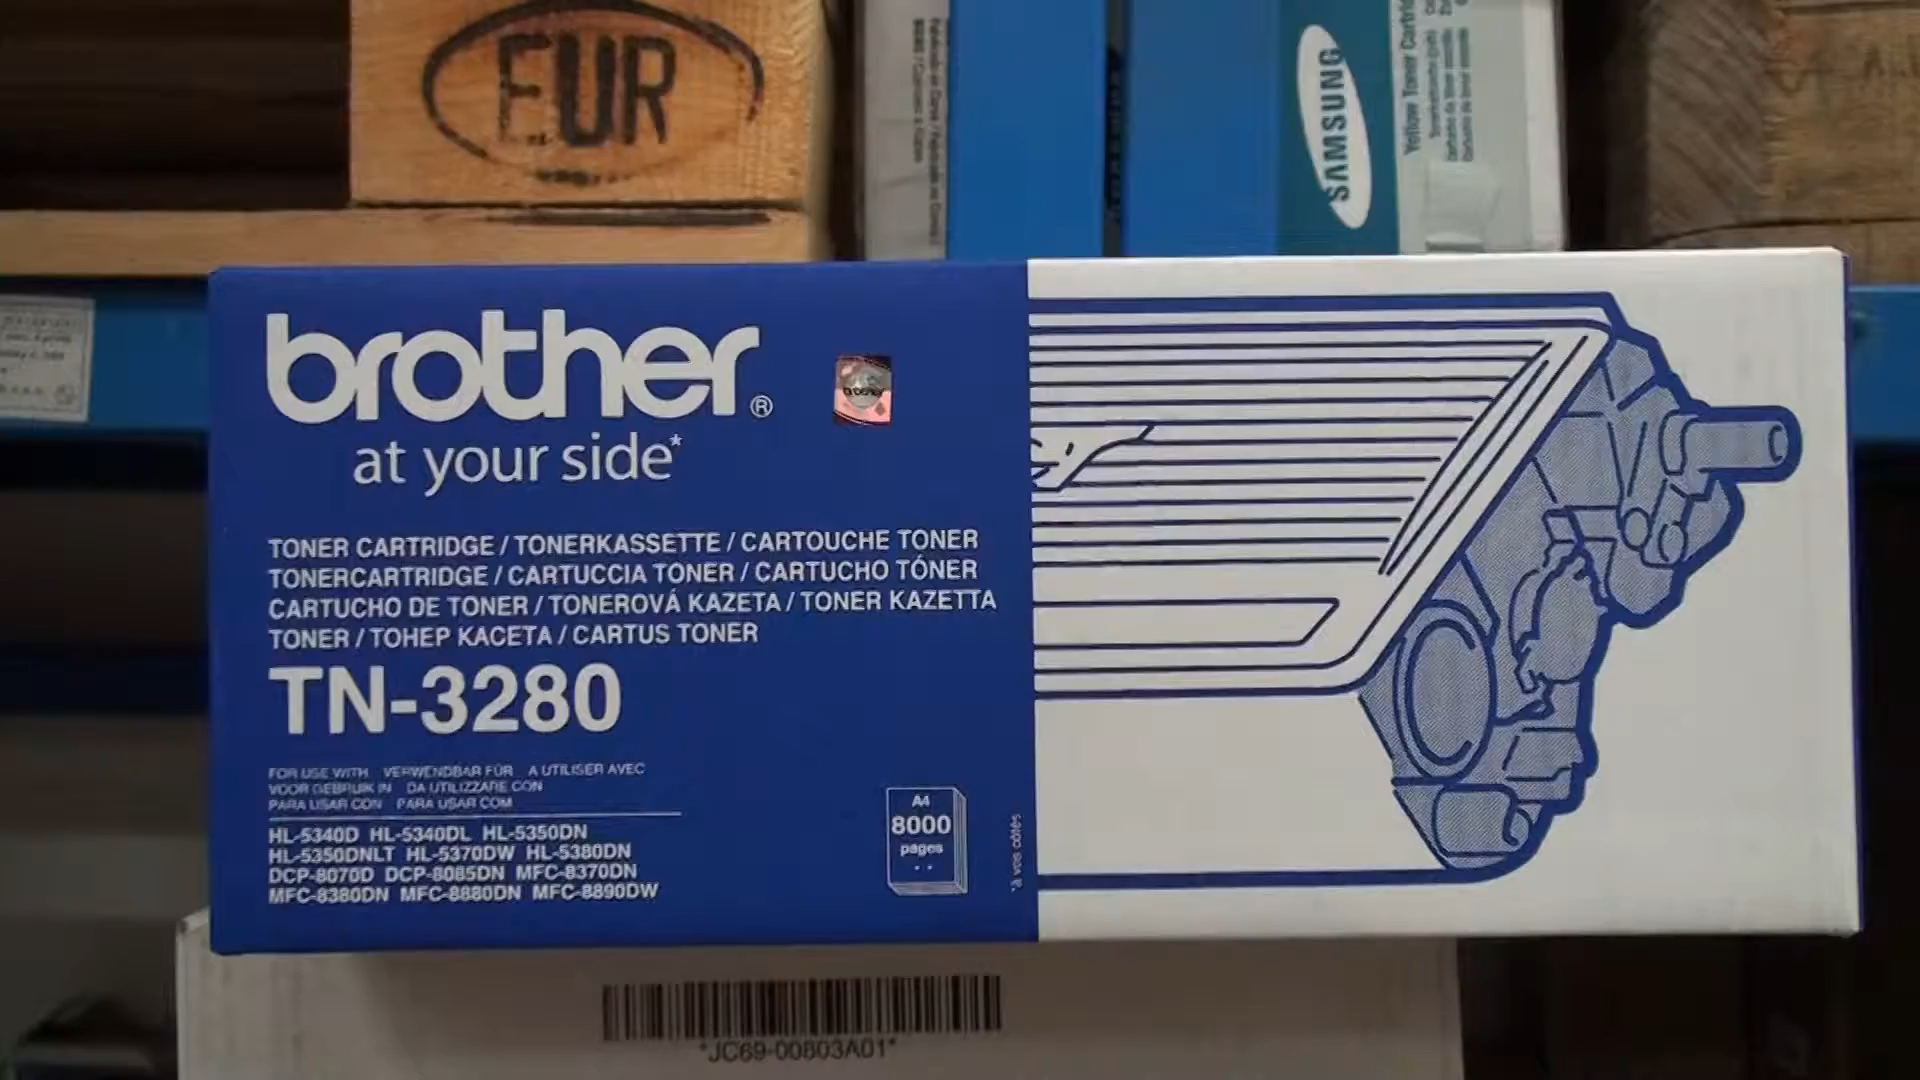 EUR
SAMSUNG
Yellow Toner Cartrid
brother®
at your side*
TONER CARTRIDGE / TONERKASSETTE / CARTOUCHE TONER
TONERCARTRIDGE / CARTUCCIA TONER / CARTUCHO TÓNER
CARTUCHO DE TONER / TONEROVÁ KAZETA / TONER KAZETTA
TONER / ТОНЕР КАСЕТА / CARTUS TONER
TN-3280
FOR USE WITH VERWENDBAR FÜR A UTILISER AVEC
VOOR GEBRUIK IN DA UTILIZZARE CON
PARA USAR CON PARA USAR COM
HL-5340D HL-5340DL HL-5350DN
HL-5350DNLT HL-5370DW HL-5380DN
DCP-8070D DCP-8085DN MFC-8370DN
MFC-8380DN MFC-8880DN MFC-8890DW
A4
8000
pages
*à vos côtés
*JC69-00803A01*